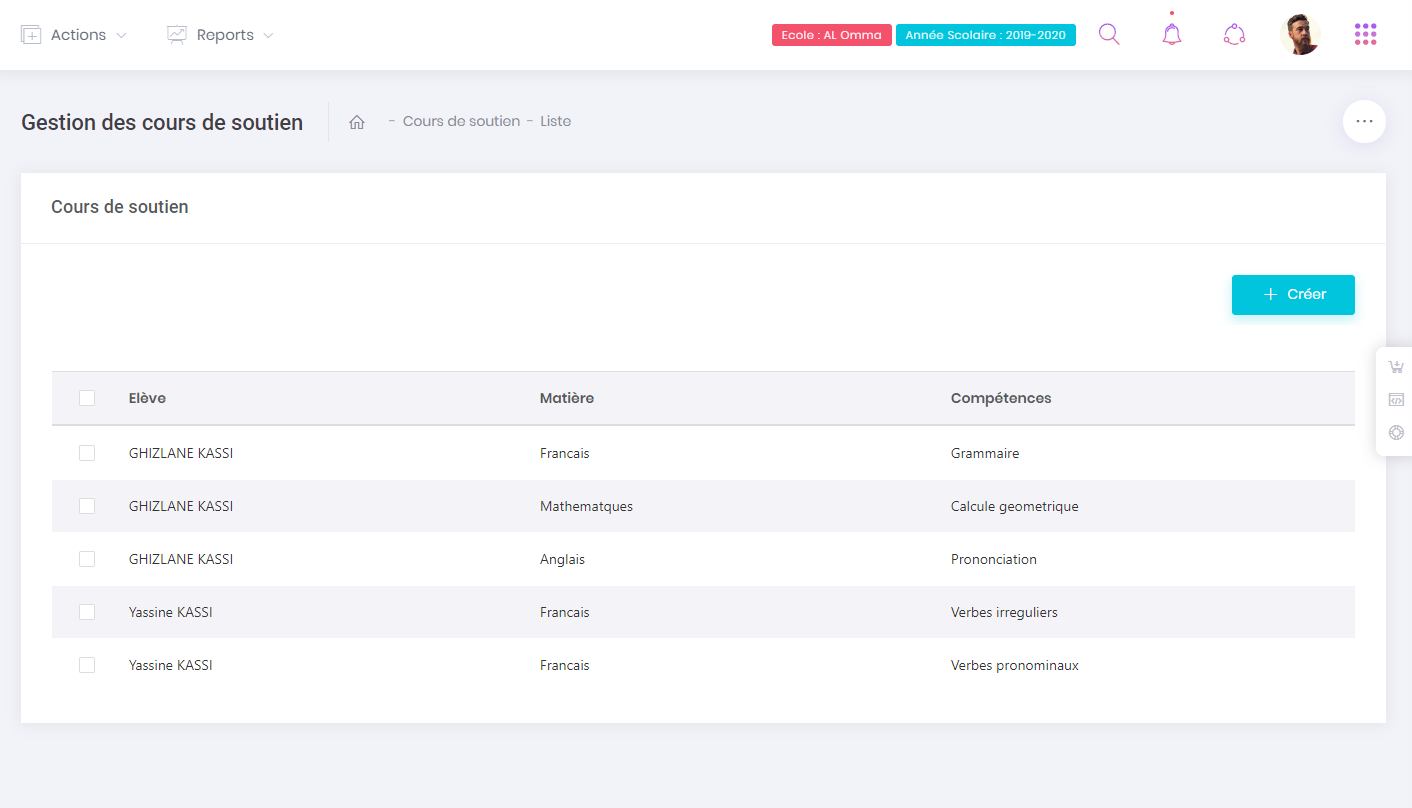 Actions Reports Ecole : AL Omma Année Scolaire : 2019-2020
Gestion des cours de soutien - Cours de soutien - Liste
Cours de soutien
Créer
Elève Matière Compétences
GHIZLANE KASSI Francais Grammaire
GHIZLANE KASSI Mathematques Calcule geometrique
GHIZLANE KASSI Anglais Prononciation
Yassine KASSI Francais Verbes irreguliers
Yassine KASSI Francais Verbes pronominaux